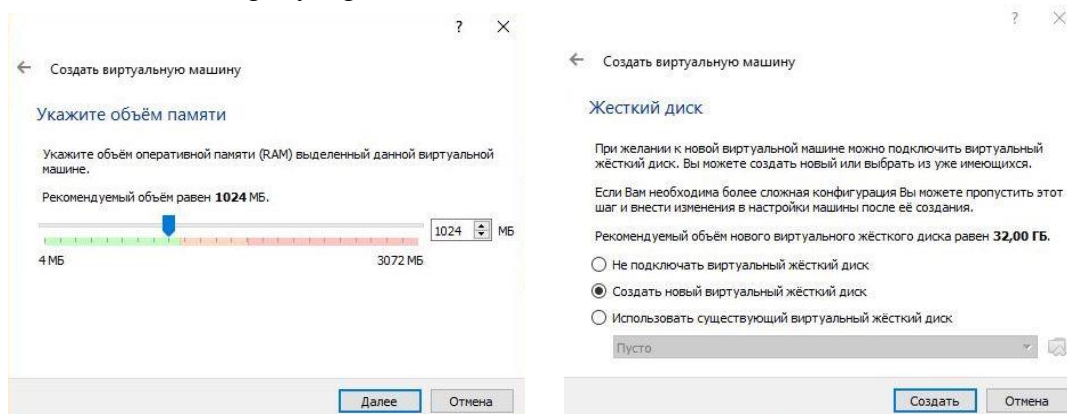 ?
Создать виртуальную машину
Укажите объём памяти
Укажите объём оперативной памяти (RAM) выделенный данной виртуальной
машине.
Рекомендуемый объём равен 1024 МБ.
1024 МБ
4 МБ 3072 МБ
Далее Отмена
?
Создать виртуальную машину
Жесткий диск
При желании к новой виртуальной машине можно подключить виртуальный
жёсткий диск. Вы можете создать новый или выбрать из уже имеющихся.
Если Вам необходима более сложная конфигурация Вы можете пропустить этот
шаг и внести изменения в настройки машины после её создания.
Рекомендуемый объём нового виртуального жёсткого диска равен 32,00 ГБ.
Не подключать виртуальный жёсткий диск
Создать новый виртуальный жёсткий диск
Использовать существующий виртуальный жёсткий диск
Пусто
Создать Отмена